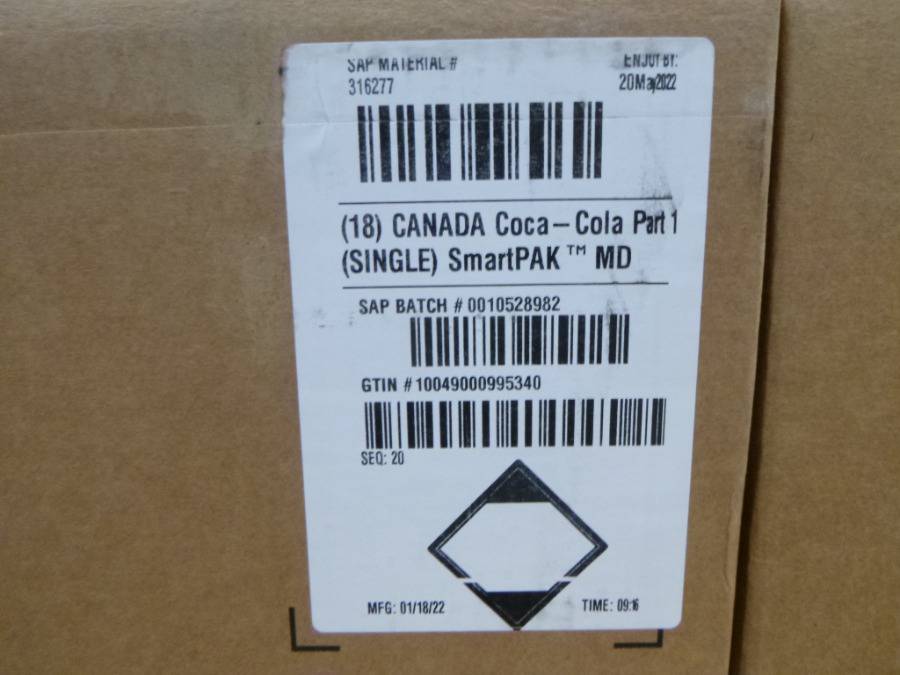 SAP MATERIAL #
316277
ENJOY BY:
20May2022
(18) CANADA Coca-Cola Part 1
(SINGLE) SmartPAK™ MD
SAP BATCH # 0010528982
GTIN # 10049000995340
SEQ: 20
MFG: 01/18/22
TIME: 09:16